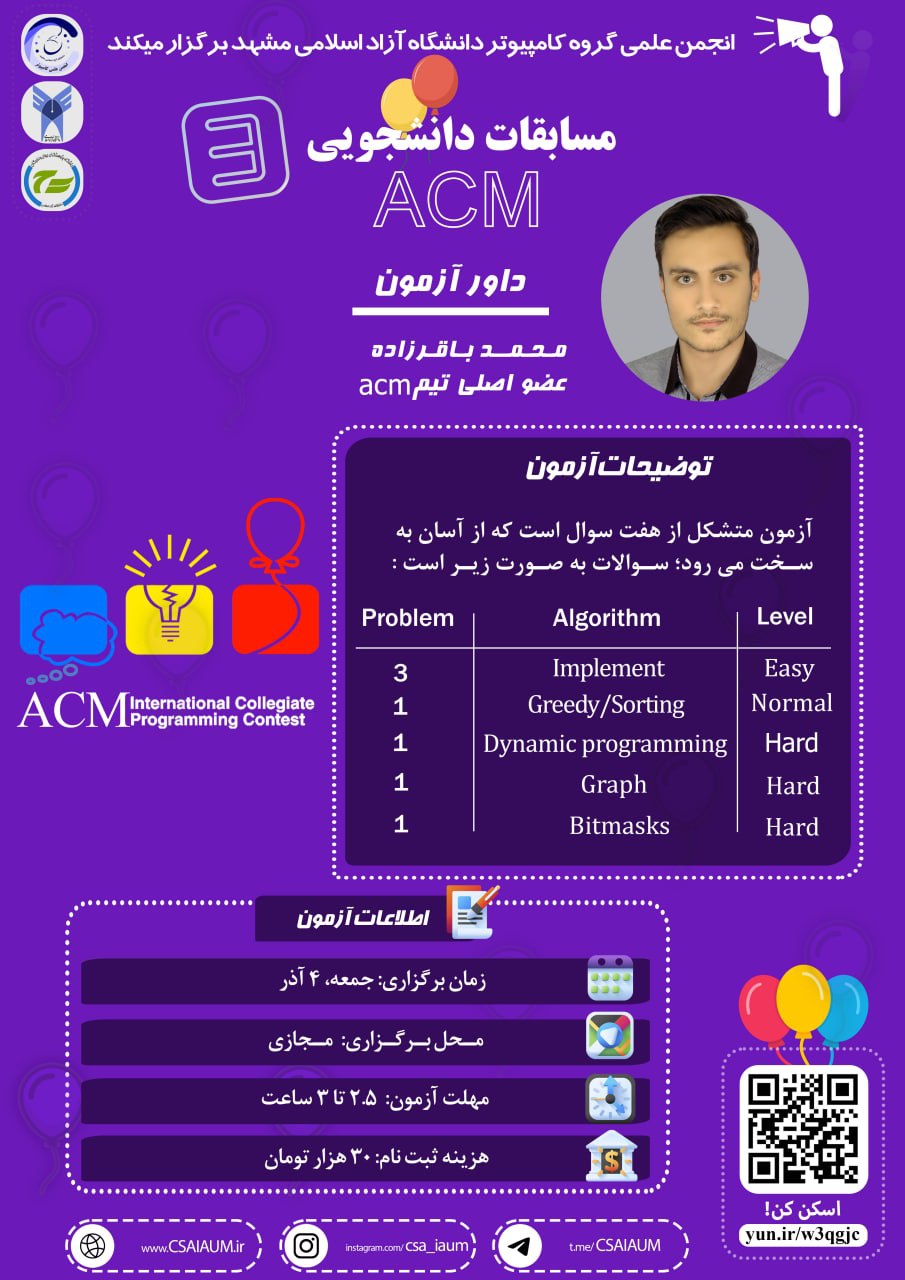 انجمن علمی گروه کامپیوتر دانشگاه آزاد اسلامی مشهد برگزار میکند
مسابقات دانشجویی
3
ACM
داور آزمون
محمد باقرزاده
عضو اصلی تیم acm
توضیحات آزمون
آزمون متشکل از هفت سوال است که از آسان به
سخت می رود؛ سوالات به صورت زیر است :
Problem Algorithm Level
3 Implement Easy
1 Greedy/Sorting Normal
1 Dynamic programming Hard
1 Graph Hard
1 Bitmasks Hard
ACM International Collegiate
Programming Contest
اطلاعات آزمون
زمان برگزاری: جمعه، ۴ آذر
محل برگزاری: مجازی
مهلت آزمون: ۲.۵ تا ۳ ساعت
هزینه ثبت نام: ۳۰ هزار تومان
اسکن کن!
yun.ir/w3qgjc
www.CSAIAUM.ir
instagram.com/csa_iaum
t.me/CSAIAUM